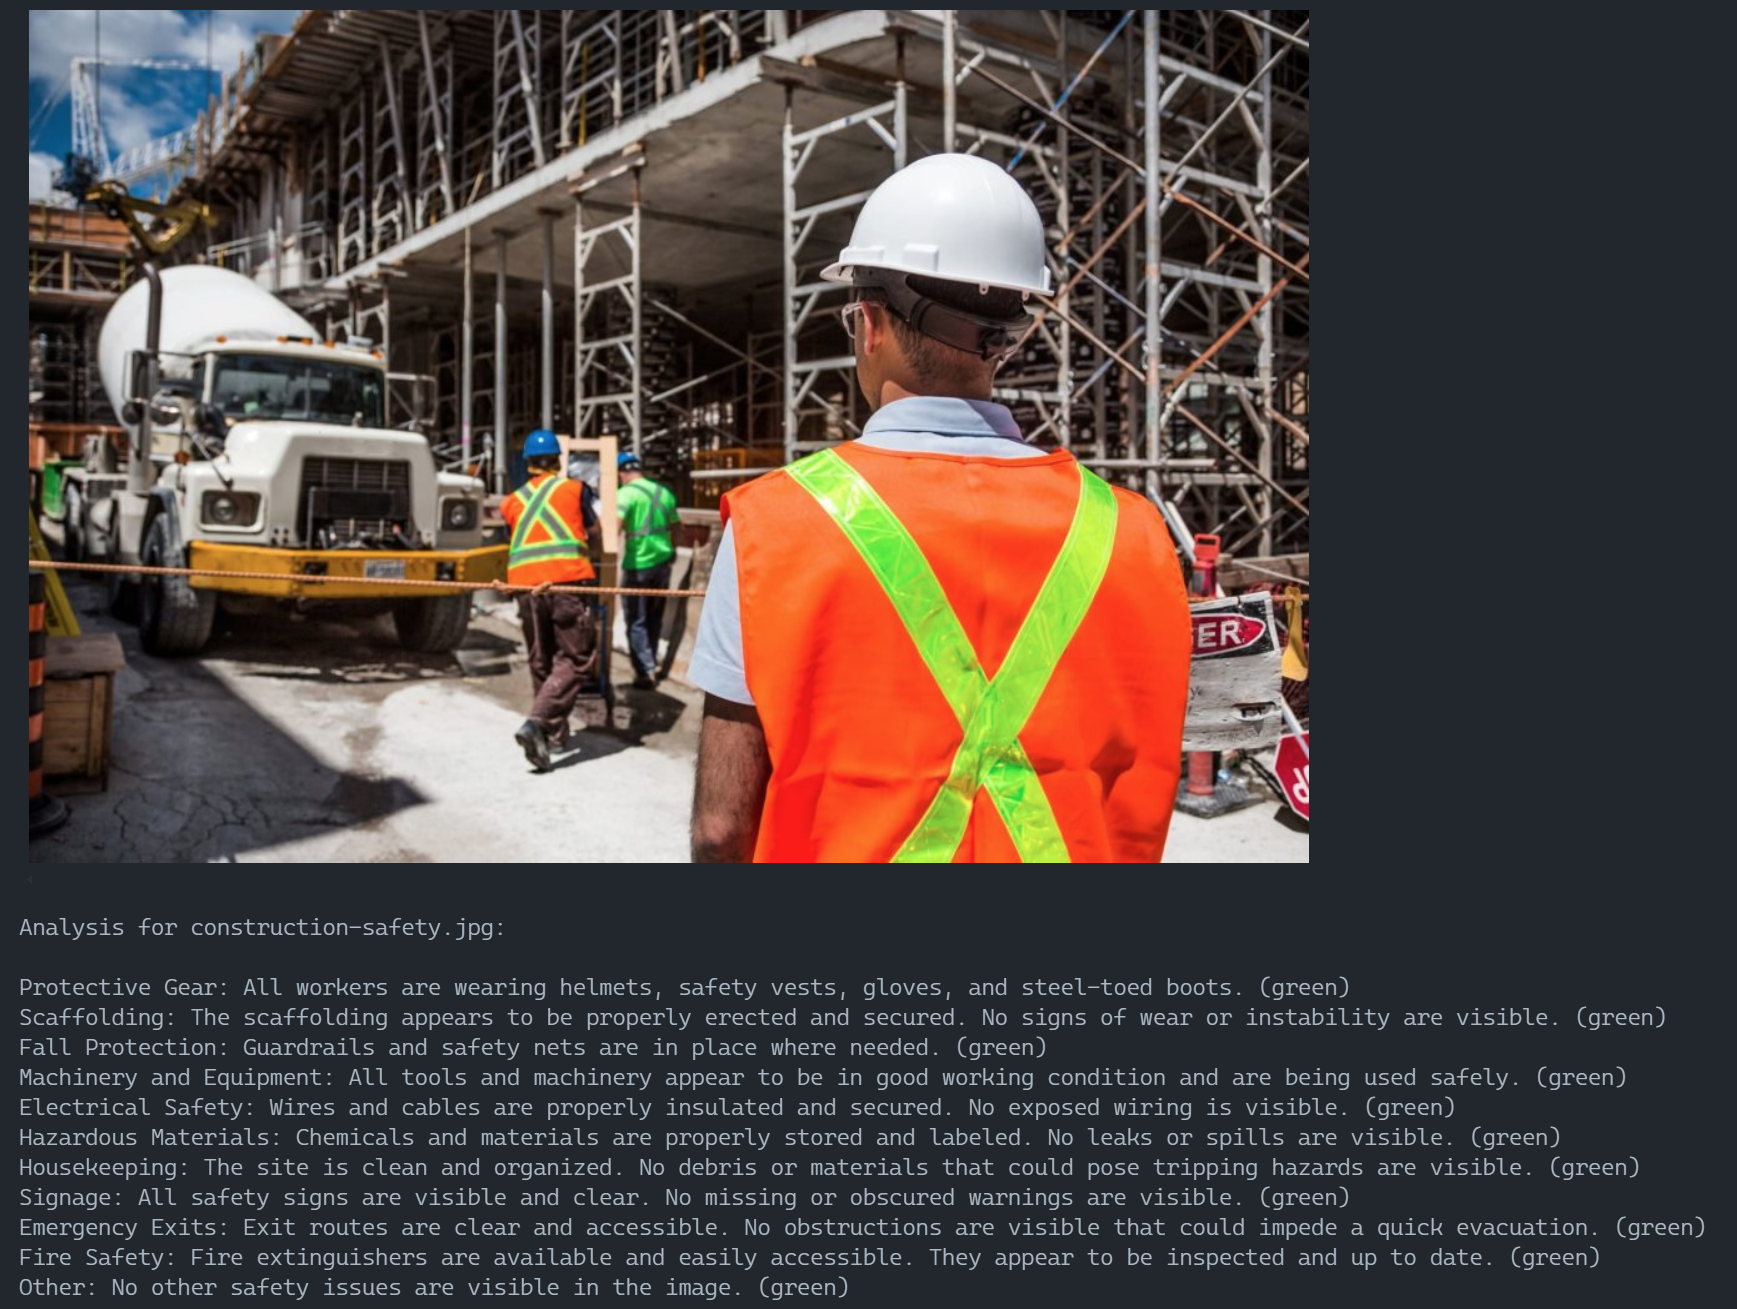 ER
Analysis for construction-safety.jpg:
Protective Gear: All workers are wearing helmets, safety vests, gloves, and steel-toed boots. (green)
Scaffolding: The scaffolding appears to be properly erected and secured. No signs of wear or instability are visible. (green)
Fall Protection: Guardrails and safety nets are in place where needed. (green)
Machinery and Equipment: All tools and machinery appear to be in good working condition and are being used safely. (green)
Electrical Safety: Wires and cables are properly insulated and secured. No exposed wiring is visible. (green)
Hazardous Materials: Chemicals and materials are properly stored and labeled. No leaks or spills are visible. (green)
Housekeeping: The site is clean and organized. No debris or materials that could pose tripping hazards are visible. (green)
Signage: All safety signs are visible and clear. No missing or obscured warnings are visible. (green)
Emergency Exits: Exit routes are clear and accessible. No obstructions are visible that could impede a quick evacuation. (green)
Fire Safety: Fire extinguishers are available and easily accessible. They appear to be inspected and up to date. (green)
Other: No other safety issues are visible in the image. (green)